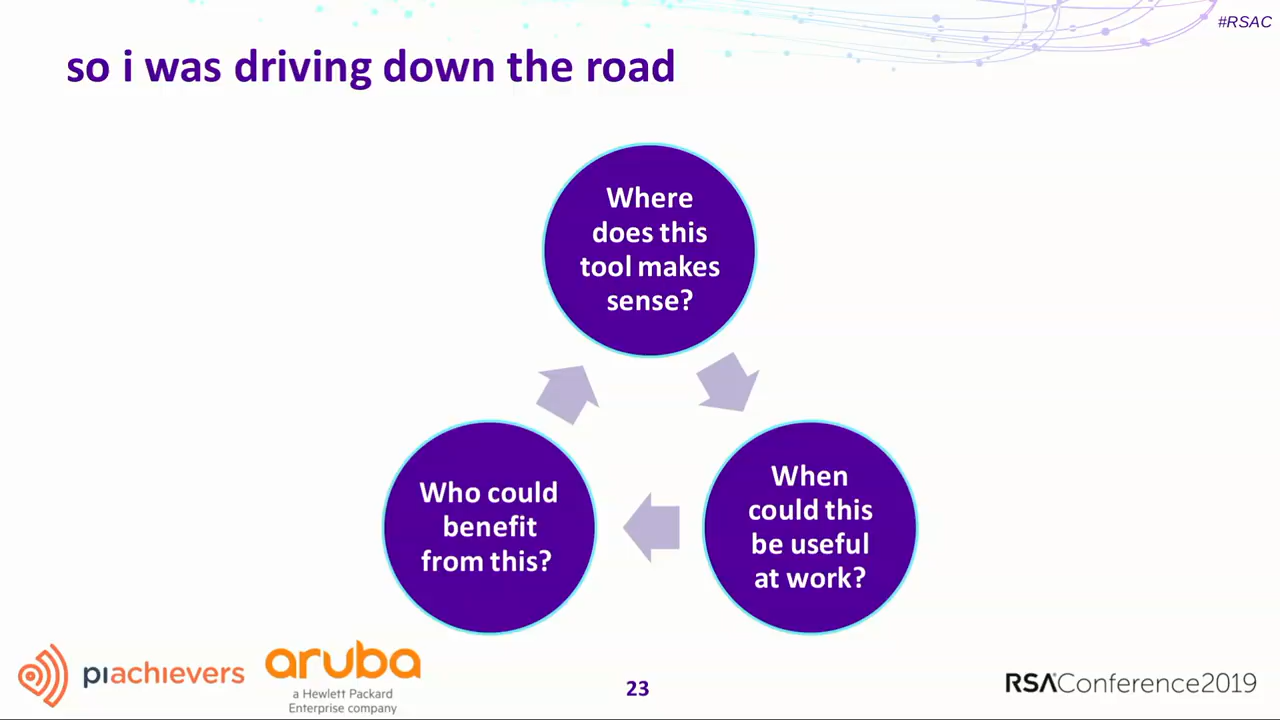 #RSAC
so i was driving down the road
Where
does this
tool makes
sense?
When
could this
be useful
at work?
Who could
benefit
from this?
piachievers
aruba
a Hewlett Packard
Enterprise company
23
RSAConference2019